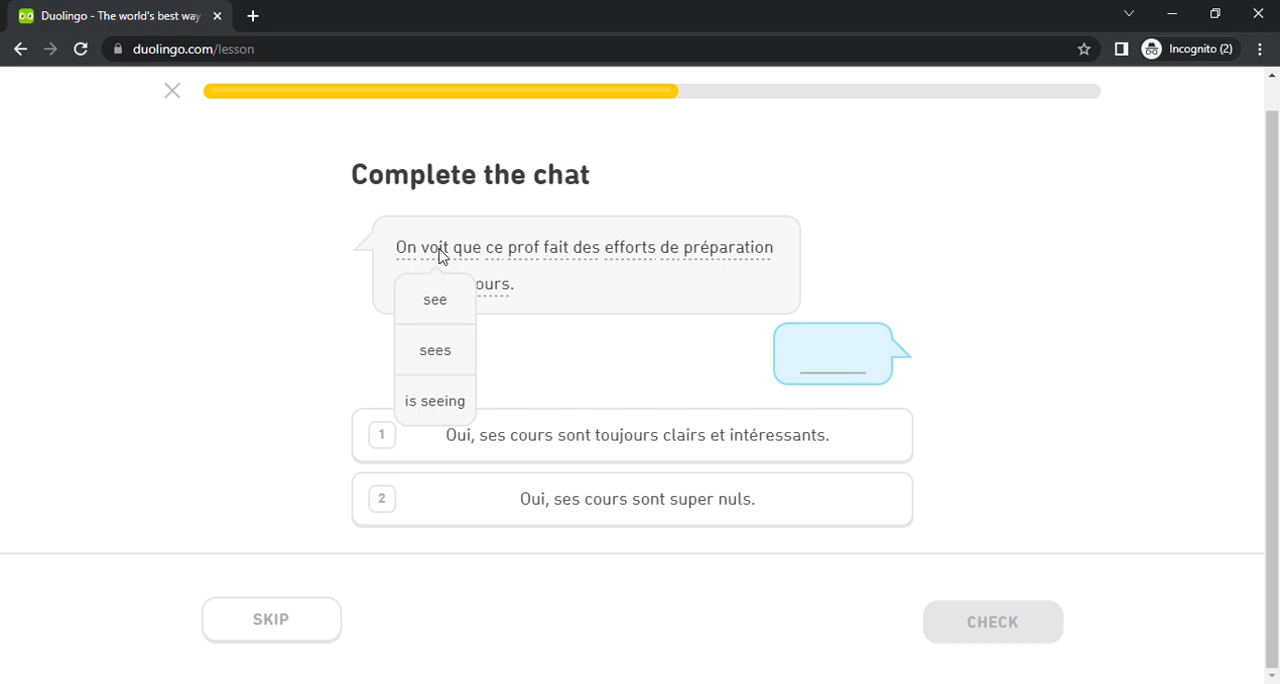 Duolingo - The world's best way
duolingo.com/lesson
Incognito (2)
Complete the chat
On voit que ce prof fait des efforts de préparation
ours.
see
sees
is seeing
1 Oui, ses cours sont toujours clairs et intéressants.
2 Oui, ses cours sont super nuls.
SKIP
CHECK